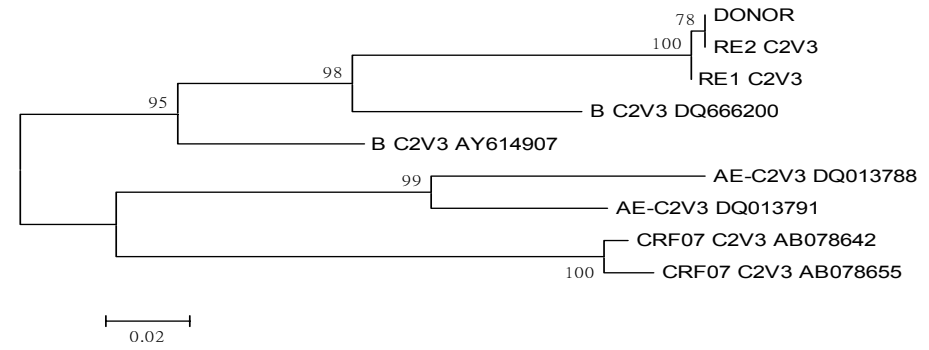 DONOR
78
RE2 C2V3
100
RE1 C2V3
98
B C2V3 DQ666200
95
B C2V3 AY614907
AE-C2V3 DQ013788
99
AE-C2V3 DQ013791
CRF07 C2V3 AB078642
100
CRF07 C2V3 AB078655
0.02